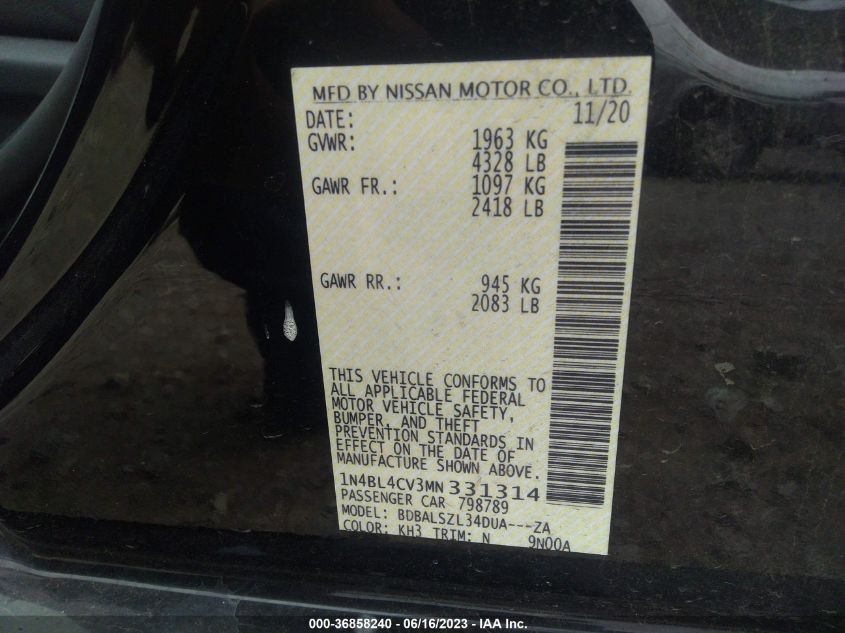 MFD BY NISSAN MOTOR CO., LTD.
DATE: 11/20
GVWR: 1963 KG
4328 LB
GAWR FR.: 1097 KG
2418 LB
GAWR RR.: 945 KG
2083 LB
THIS VEHICLE CONFORMS TO
ALL APPLICABLE FEDERAL
MOTOR VEHICLE SAFETY,
BUMPER, AND THEFT
PREVENTION STANDARDS IN
EFFECT ON THE DATE OF
MANUFACTURE SHOWN ABOVE.
1N4BL4CV3MN331314
PASSENGER CAR 798789
MODEL: BDBALSZL34DUA---ZA
COLOR: KH3 TRIM: N 9N00A
000-36858240 - 06/16/2023 - IAA Inc.